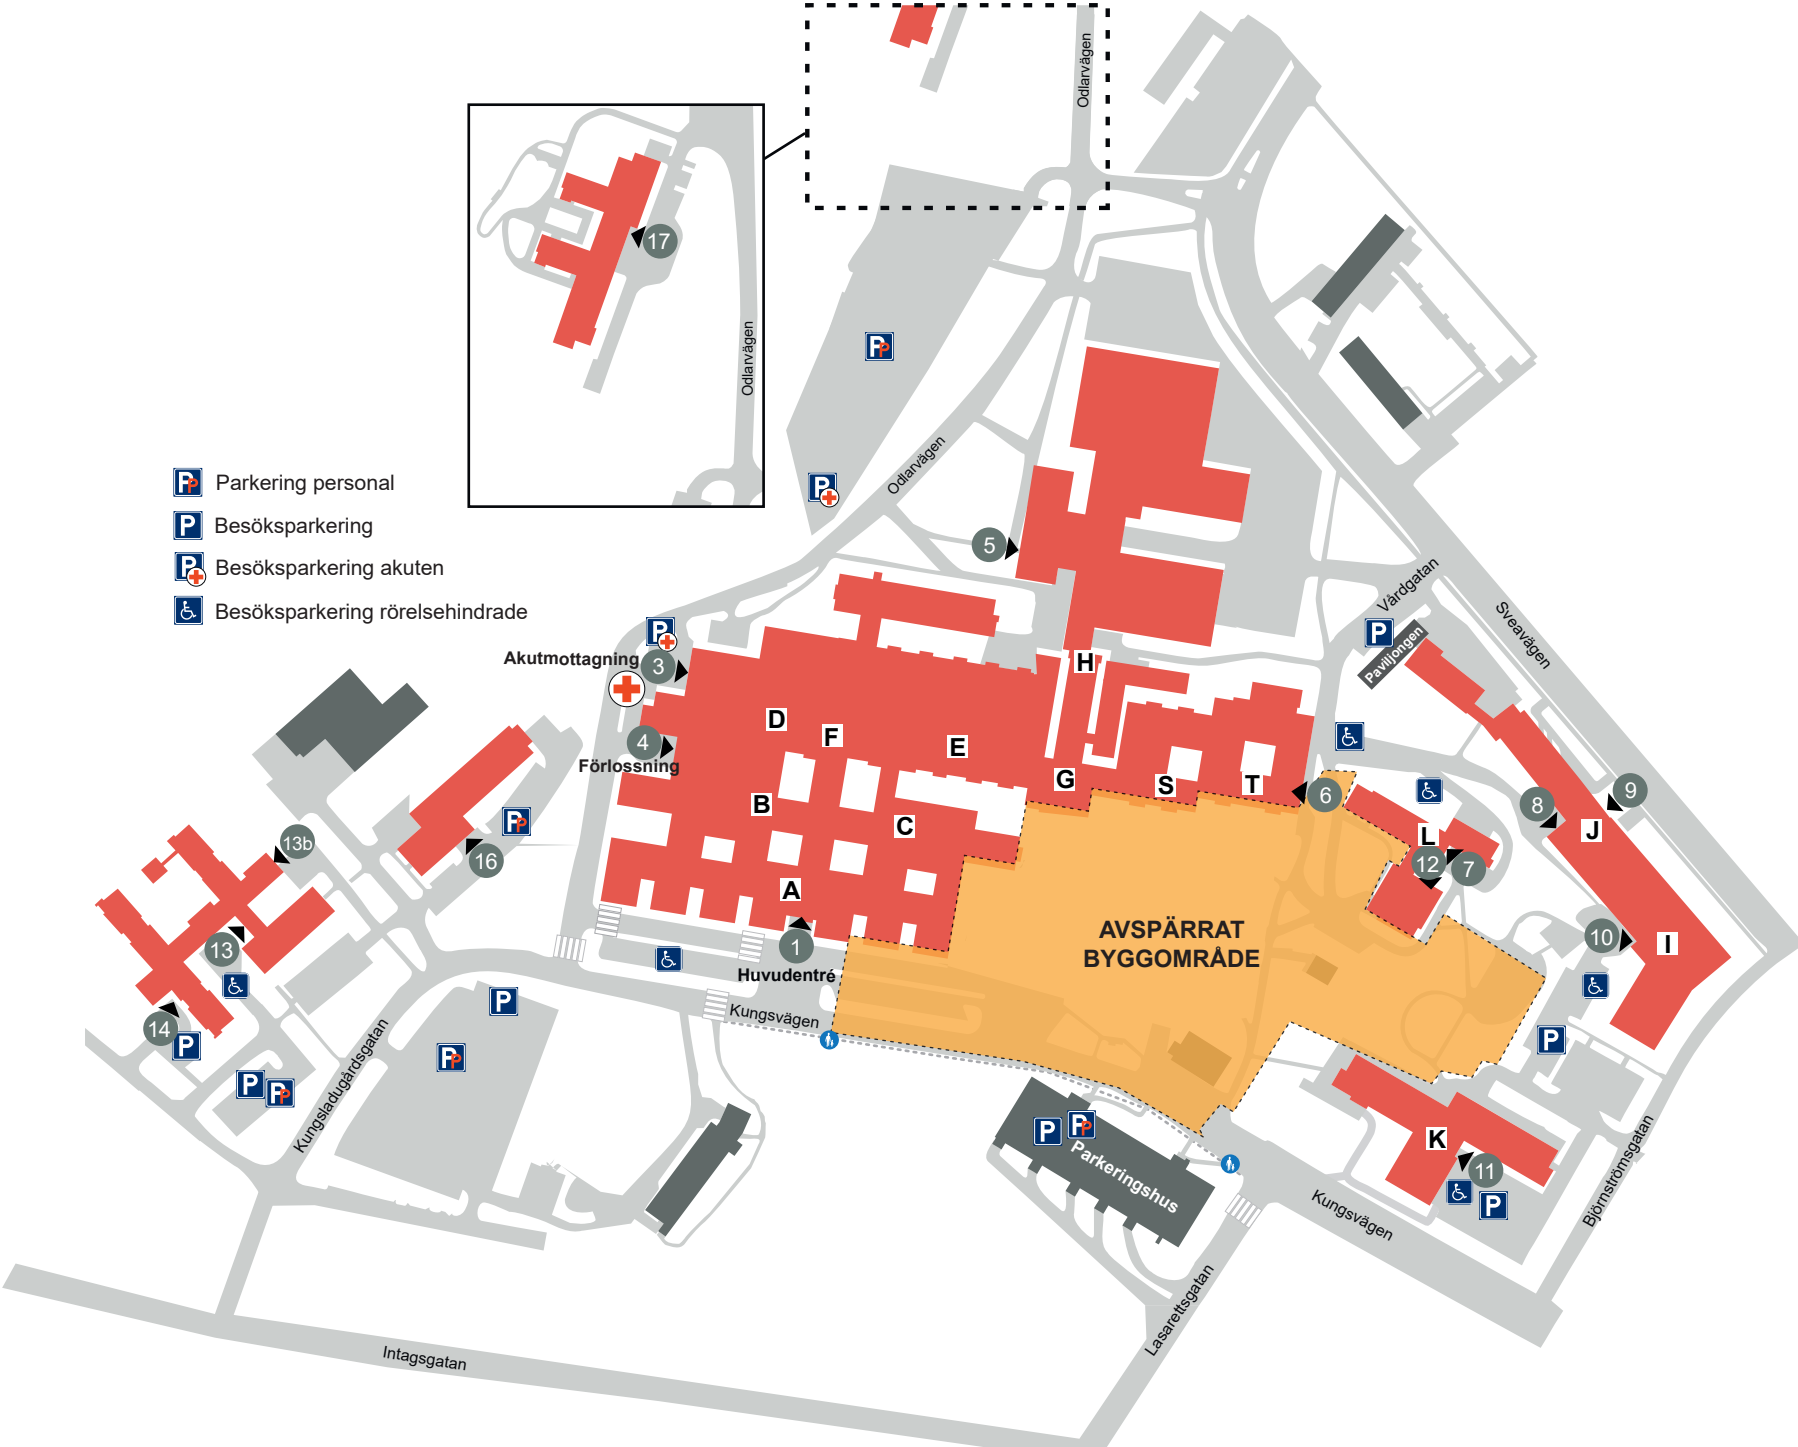 Odlarvägen
17
Odlarvägen
P
Odlarvägen
P
Parkering personal
P
Besöksparkering
P
Besöksparkering akuten
Besöksparkering rörelsehindrade
5
Vårdgatan
Sveavägen
P
Paviljongen
P
Akutmottagning
3
4
Förlossning
H
D
F
E
G
S
T
6
B
C
A
1
Huvudentré
L
12
7
8
9
J
10
I
P
16
13b
13
14
P
P
P
P
P
Kungsladugårdsgatan
Kungsvägen
AVSPÄRRAT
BYGGOMRÅDE
P
P
P
Parkeringshus
K
11
P
Kungsvägen
Björnströmsgatan
Lasarettsgatan
Intagsgatan